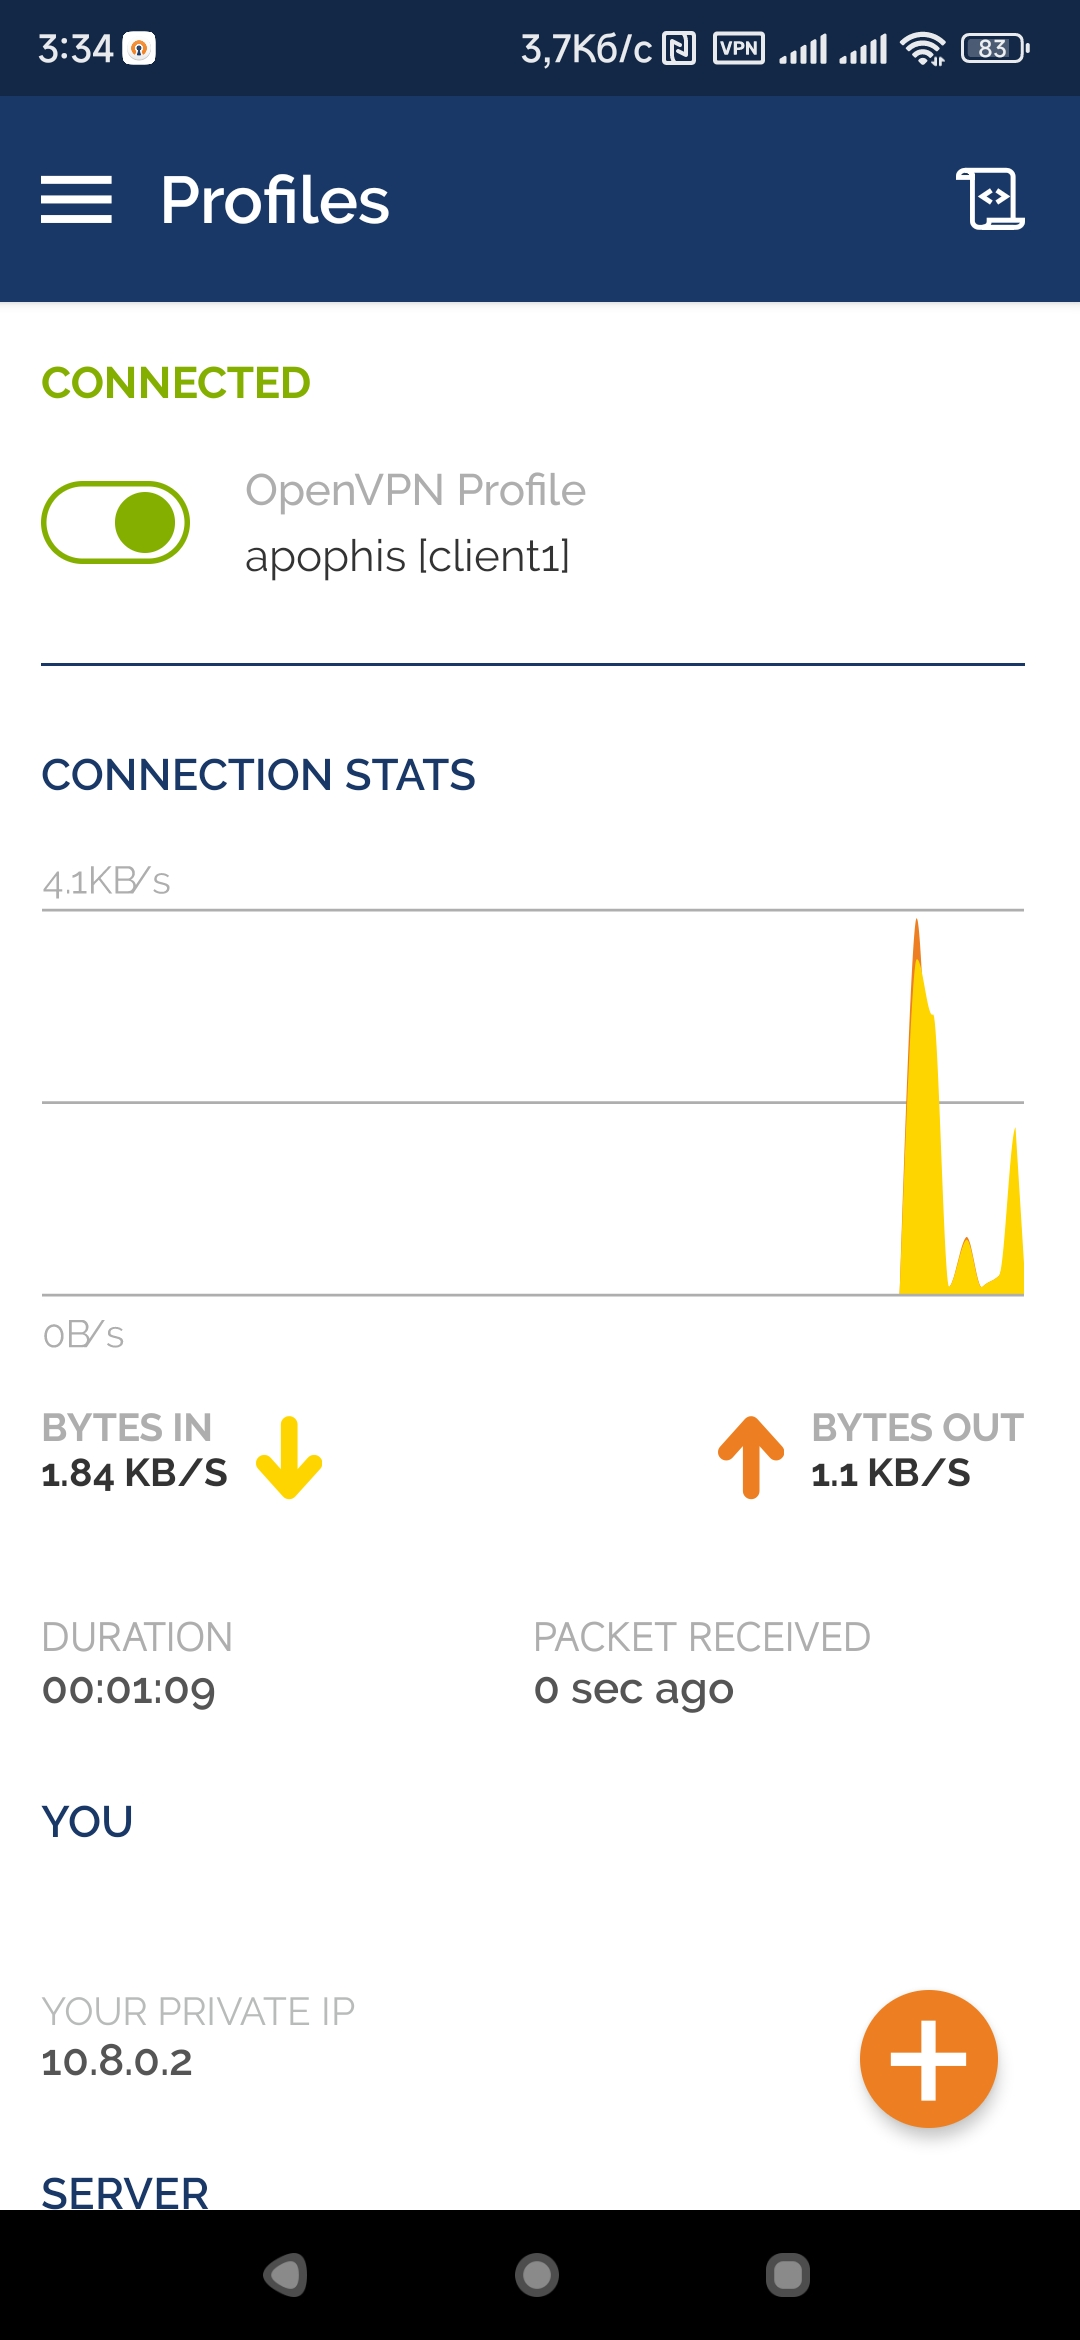 3:34 3,7Кб/с VPN 83
Profiles
CONNECTED
OpenVPN Profile
apophis [client1]
CONNECTION STATS
4.1KB/s
0B/s
BYTES IN BYTES OUT
1.84 KB/S 1.1 KB/S
DURATION PACKET RECEIVED
00:01:09 0 sec ago
YOU
YOUR PRIVATE IP
10.8.0.2
SERVER